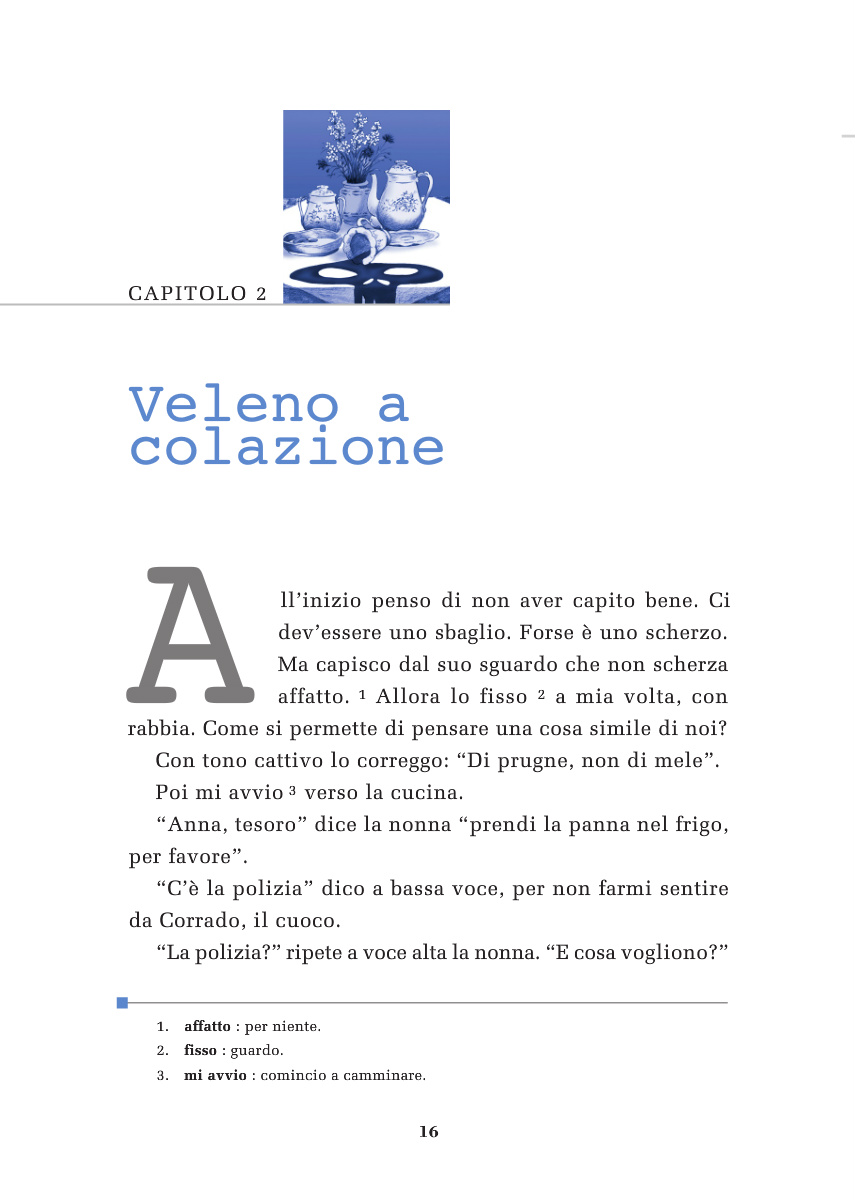 CAPITOLO 2
Veleno a
colazione
All’inizio penso di non aver capito bene. Ci
dev’essere uno sbaglio. Forse è uno scherzo.
Ma capisco dal suo sguardo che non scherza
affatto. 1 Allora lo fisso 2 a mia volta, con
rabbia. Come si permette di pensare una cosa simile di noi?
Con tono cattivo lo correggo: “Di prugne, non di mele”.
Poi mi avvio 3 verso la cucina.
“Anna, tesoro” dice la nonna “prendi la panna nel frigo,
per favore”.
“C’è la polizia” dico a bassa voce, per non farmi sentire
da Corrado, il cuoco.
“La polizia?” ripete a voce alta la nonna. “E cosa vogliono?”
1. affatto : per niente.
2. fisso : guardo.
3. mi avvio : comincio a camminare.
16